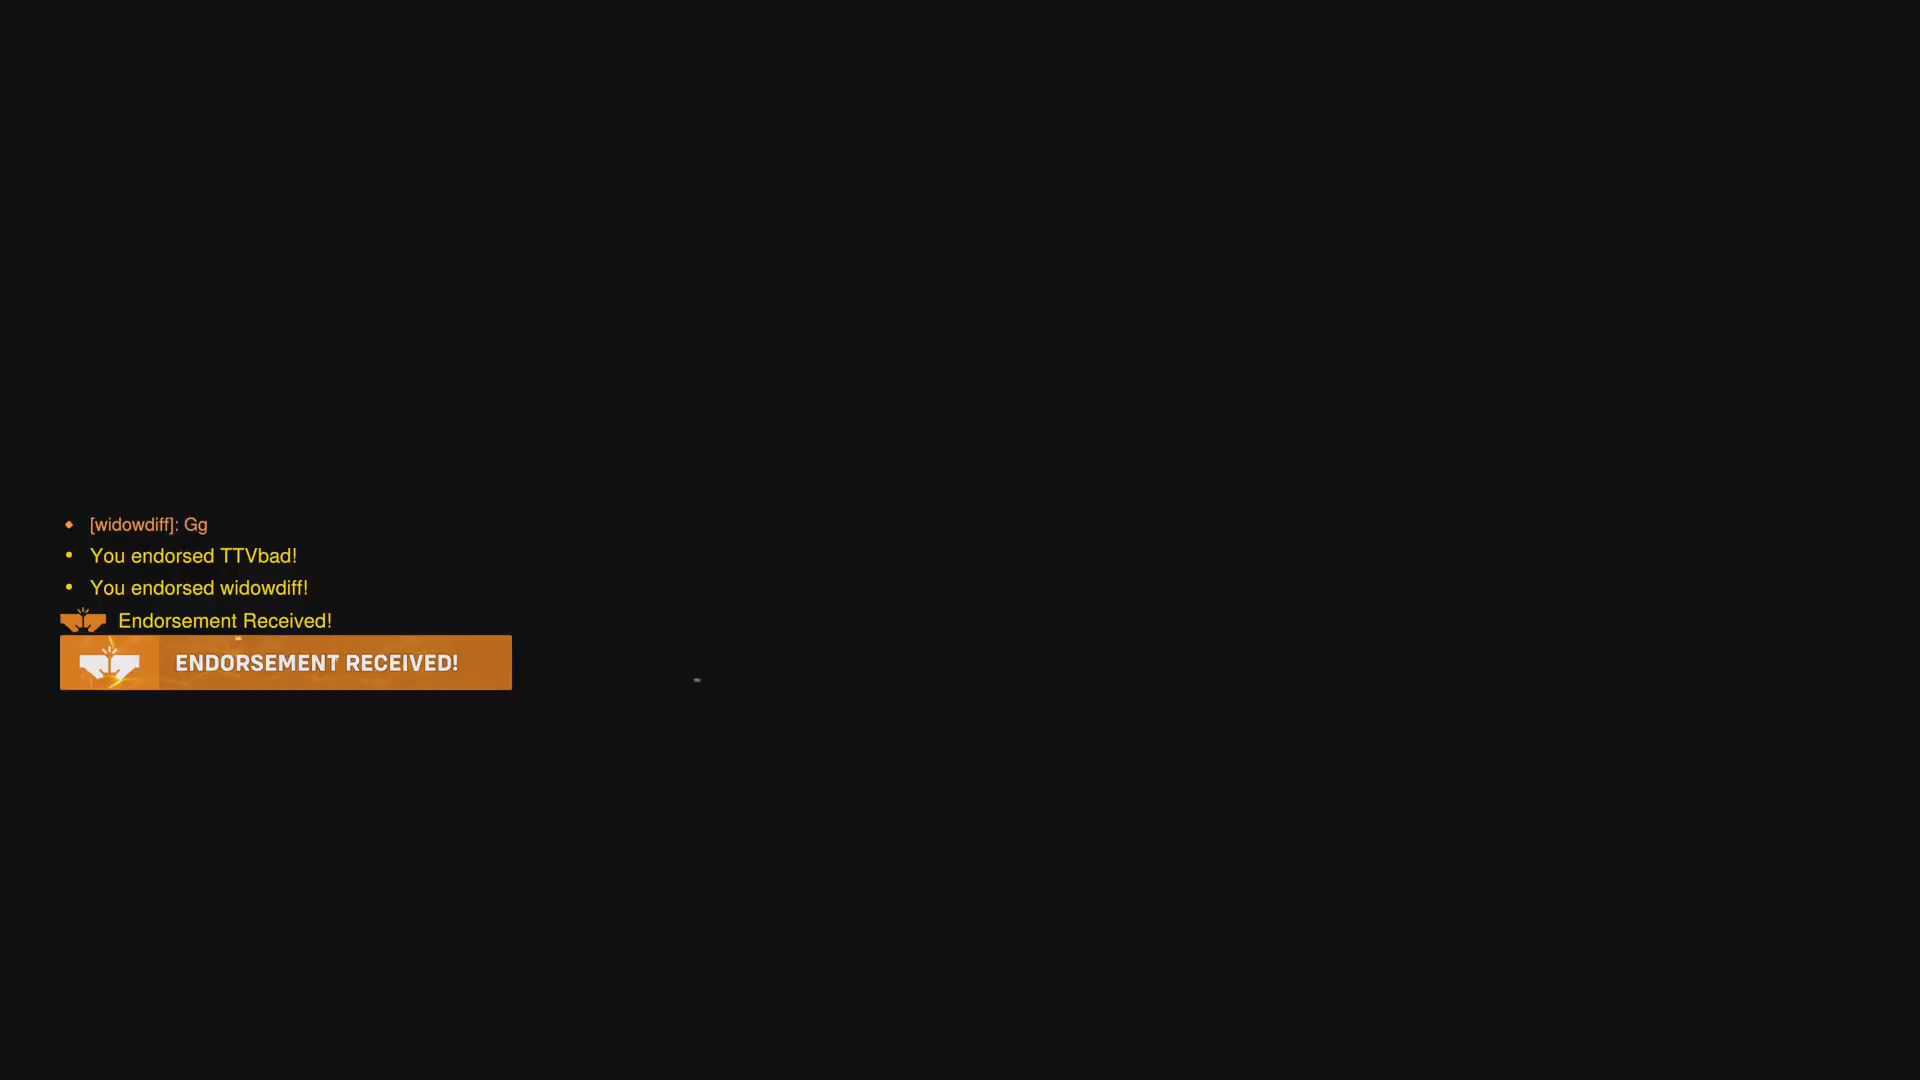 [widowdiff]: Gg
You endorsed TTVbad!
You endorsed widowdiff!
Endorsement Received!
ENDORSEMENT RECEIVED!